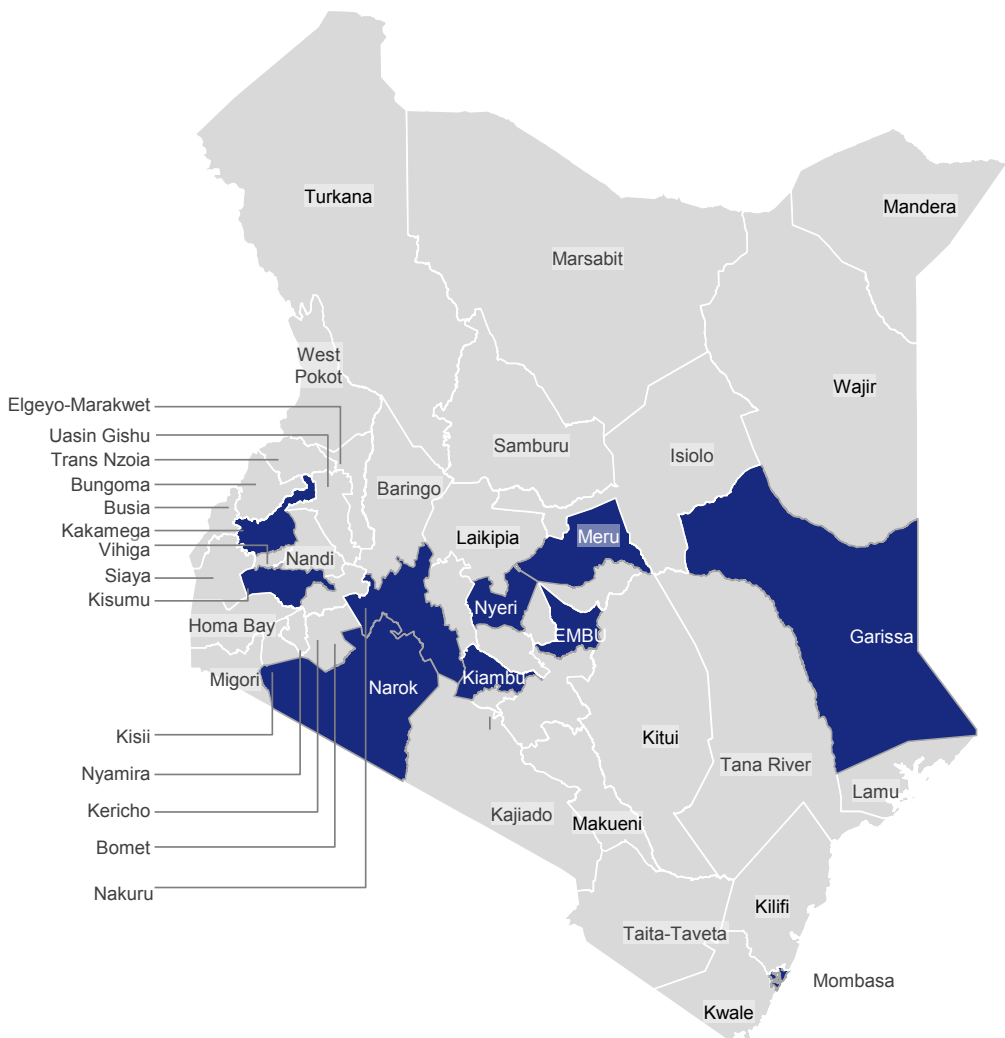 Turkana
Mandera
Marsabit
West
Pokot
Wajir
Elgeyo-Marakwet
Uasin Gishu
Samburu
Isiolo
Trans Nzoia
Bungoma
Baringo
Busia
Kakamega
Laikipia
Meru
Vihiga
Nandi
Siaya
Kisumu
Nyeri
Homa Bay
EMBU
Garissa
Migori
Narok
Kiambu
Kisii
Kitui
Tana River
Nyamira
Lamu
Kericho
Kajiado
Makueni
Bomet
Nakuru
Kilifi
Taita-Taveta
Mombasa
Kwale